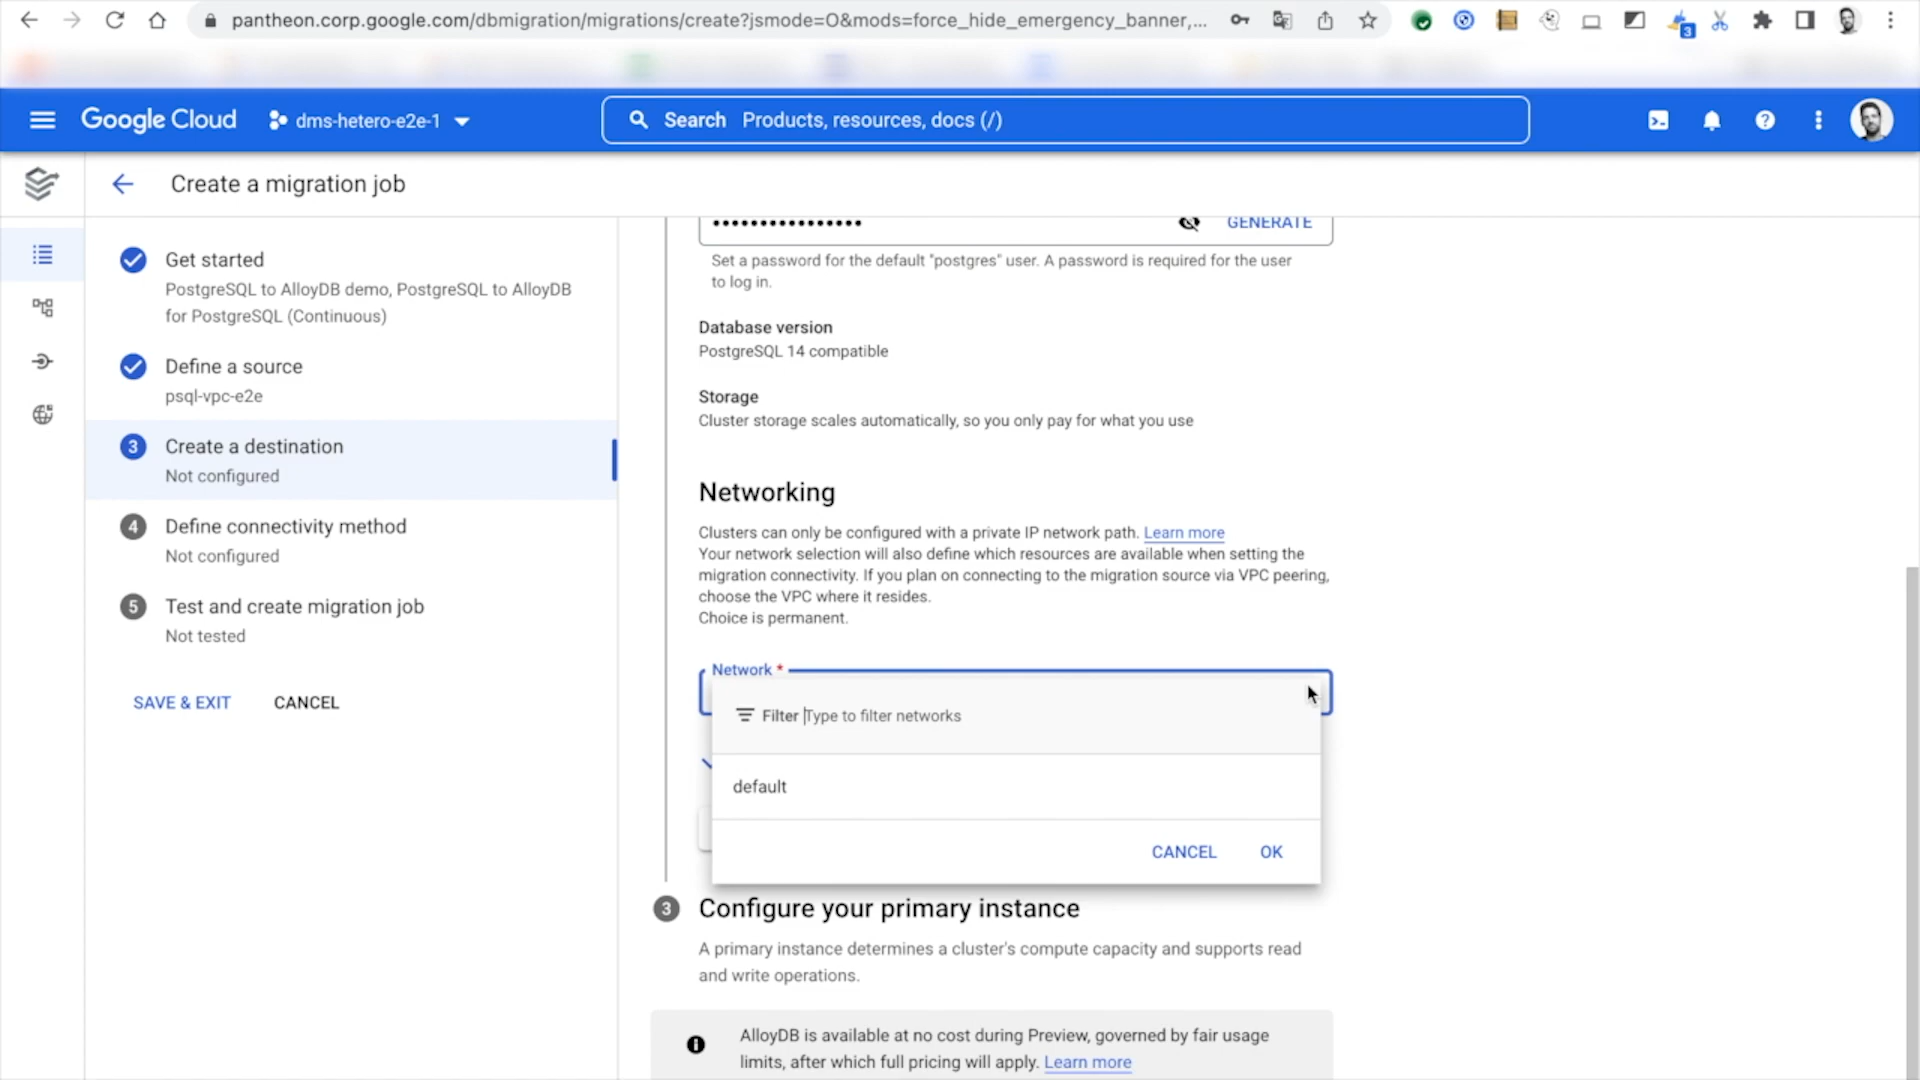 pantheon.corp.google.com/dbmigration/migrations/create?jsmode=O&mods=force_hide_emergency_banner,...
3
Google Cloud
dms-hetero-e2e-1
Search Products, resources, docs (/)
Create a migration job
Get started
PostgreSQL to AlloyDB demo, PostgreSQL to AlloyDB
for PostgreSQL (Continuous)
Define a source
psql-vpc-e2e
3 Create a destination
Not configured
4 Define connectivity method
Not configured
5 Test and create migration job
Not tested
SAVE & EXIT CANCEL
•••••••••••••••• GENERATE
Set a password for the default "postgres" user. A password is required for the user
to log in.
Database version
PostgreSQL 14 compatible
Storage
Cluster storage scales automatically, so you only pay for what you use
Networking
Clusters can only be configured with a private IP network path. Learn more
Your network selection will also define which resources are available when setting the
migration connectivity. If you plan on connecting to the migration source via VPC peering,
choose the VPC where it resides.
Choice is permanent.
Network *
Filter Type to filter networks
default
CANCEL OK
3 Configure your primary instance
A primary instance determines a cluster's compute capacity and supports read
and write operations.
AlloyDB is available at no cost during Preview, governed by fair usage
limits, after which full pricing will apply. Learn more